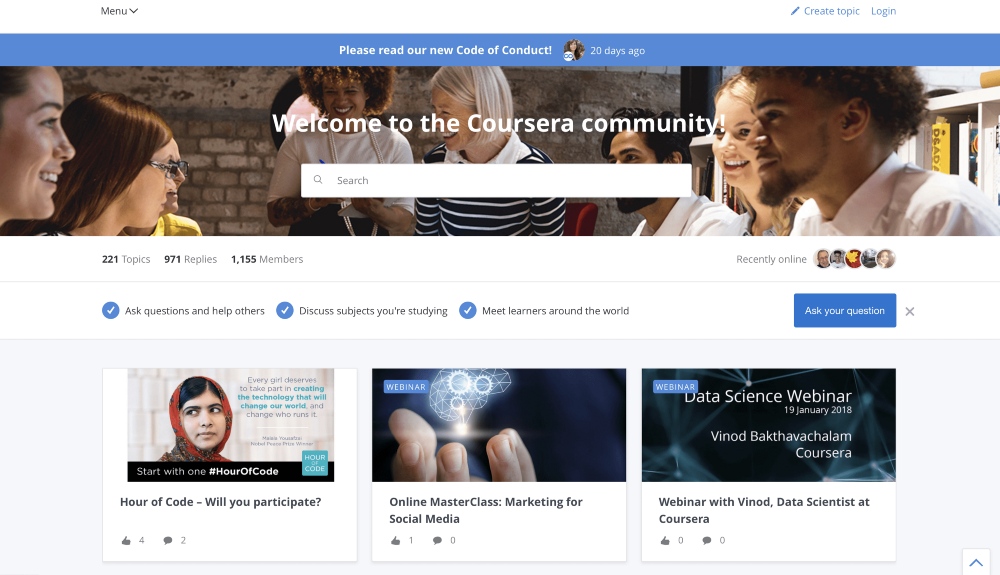 Menu
Create topic Login
Please read our new Code of Conduct! 20 days ago
Welcome to the Coursera community!
Search
221 Topics 971 Replies 1,155 Members
Recently online
Ask questions and help others
Discuss subjects you're studying
Meet learners around the world
Ask your question
Every girl deserves
to take part in creating
the technology that will
change our world, and
change who runs it.
Malala Yousafzai
Nobel Peace Prize Winner
Start with one #HourOfCode
HOUR
OF
CODE
Hour of Code – Will you participate?
4 2
WEBINAR
Online MasterClass: Marketing for
Social Media
1 0
WEBINAR
Data Science Webinar
19 January 2018
Vinod Bakthavachalam
Coursera
Webinar with Vinod, Data Scientist at
Coursera
0 0